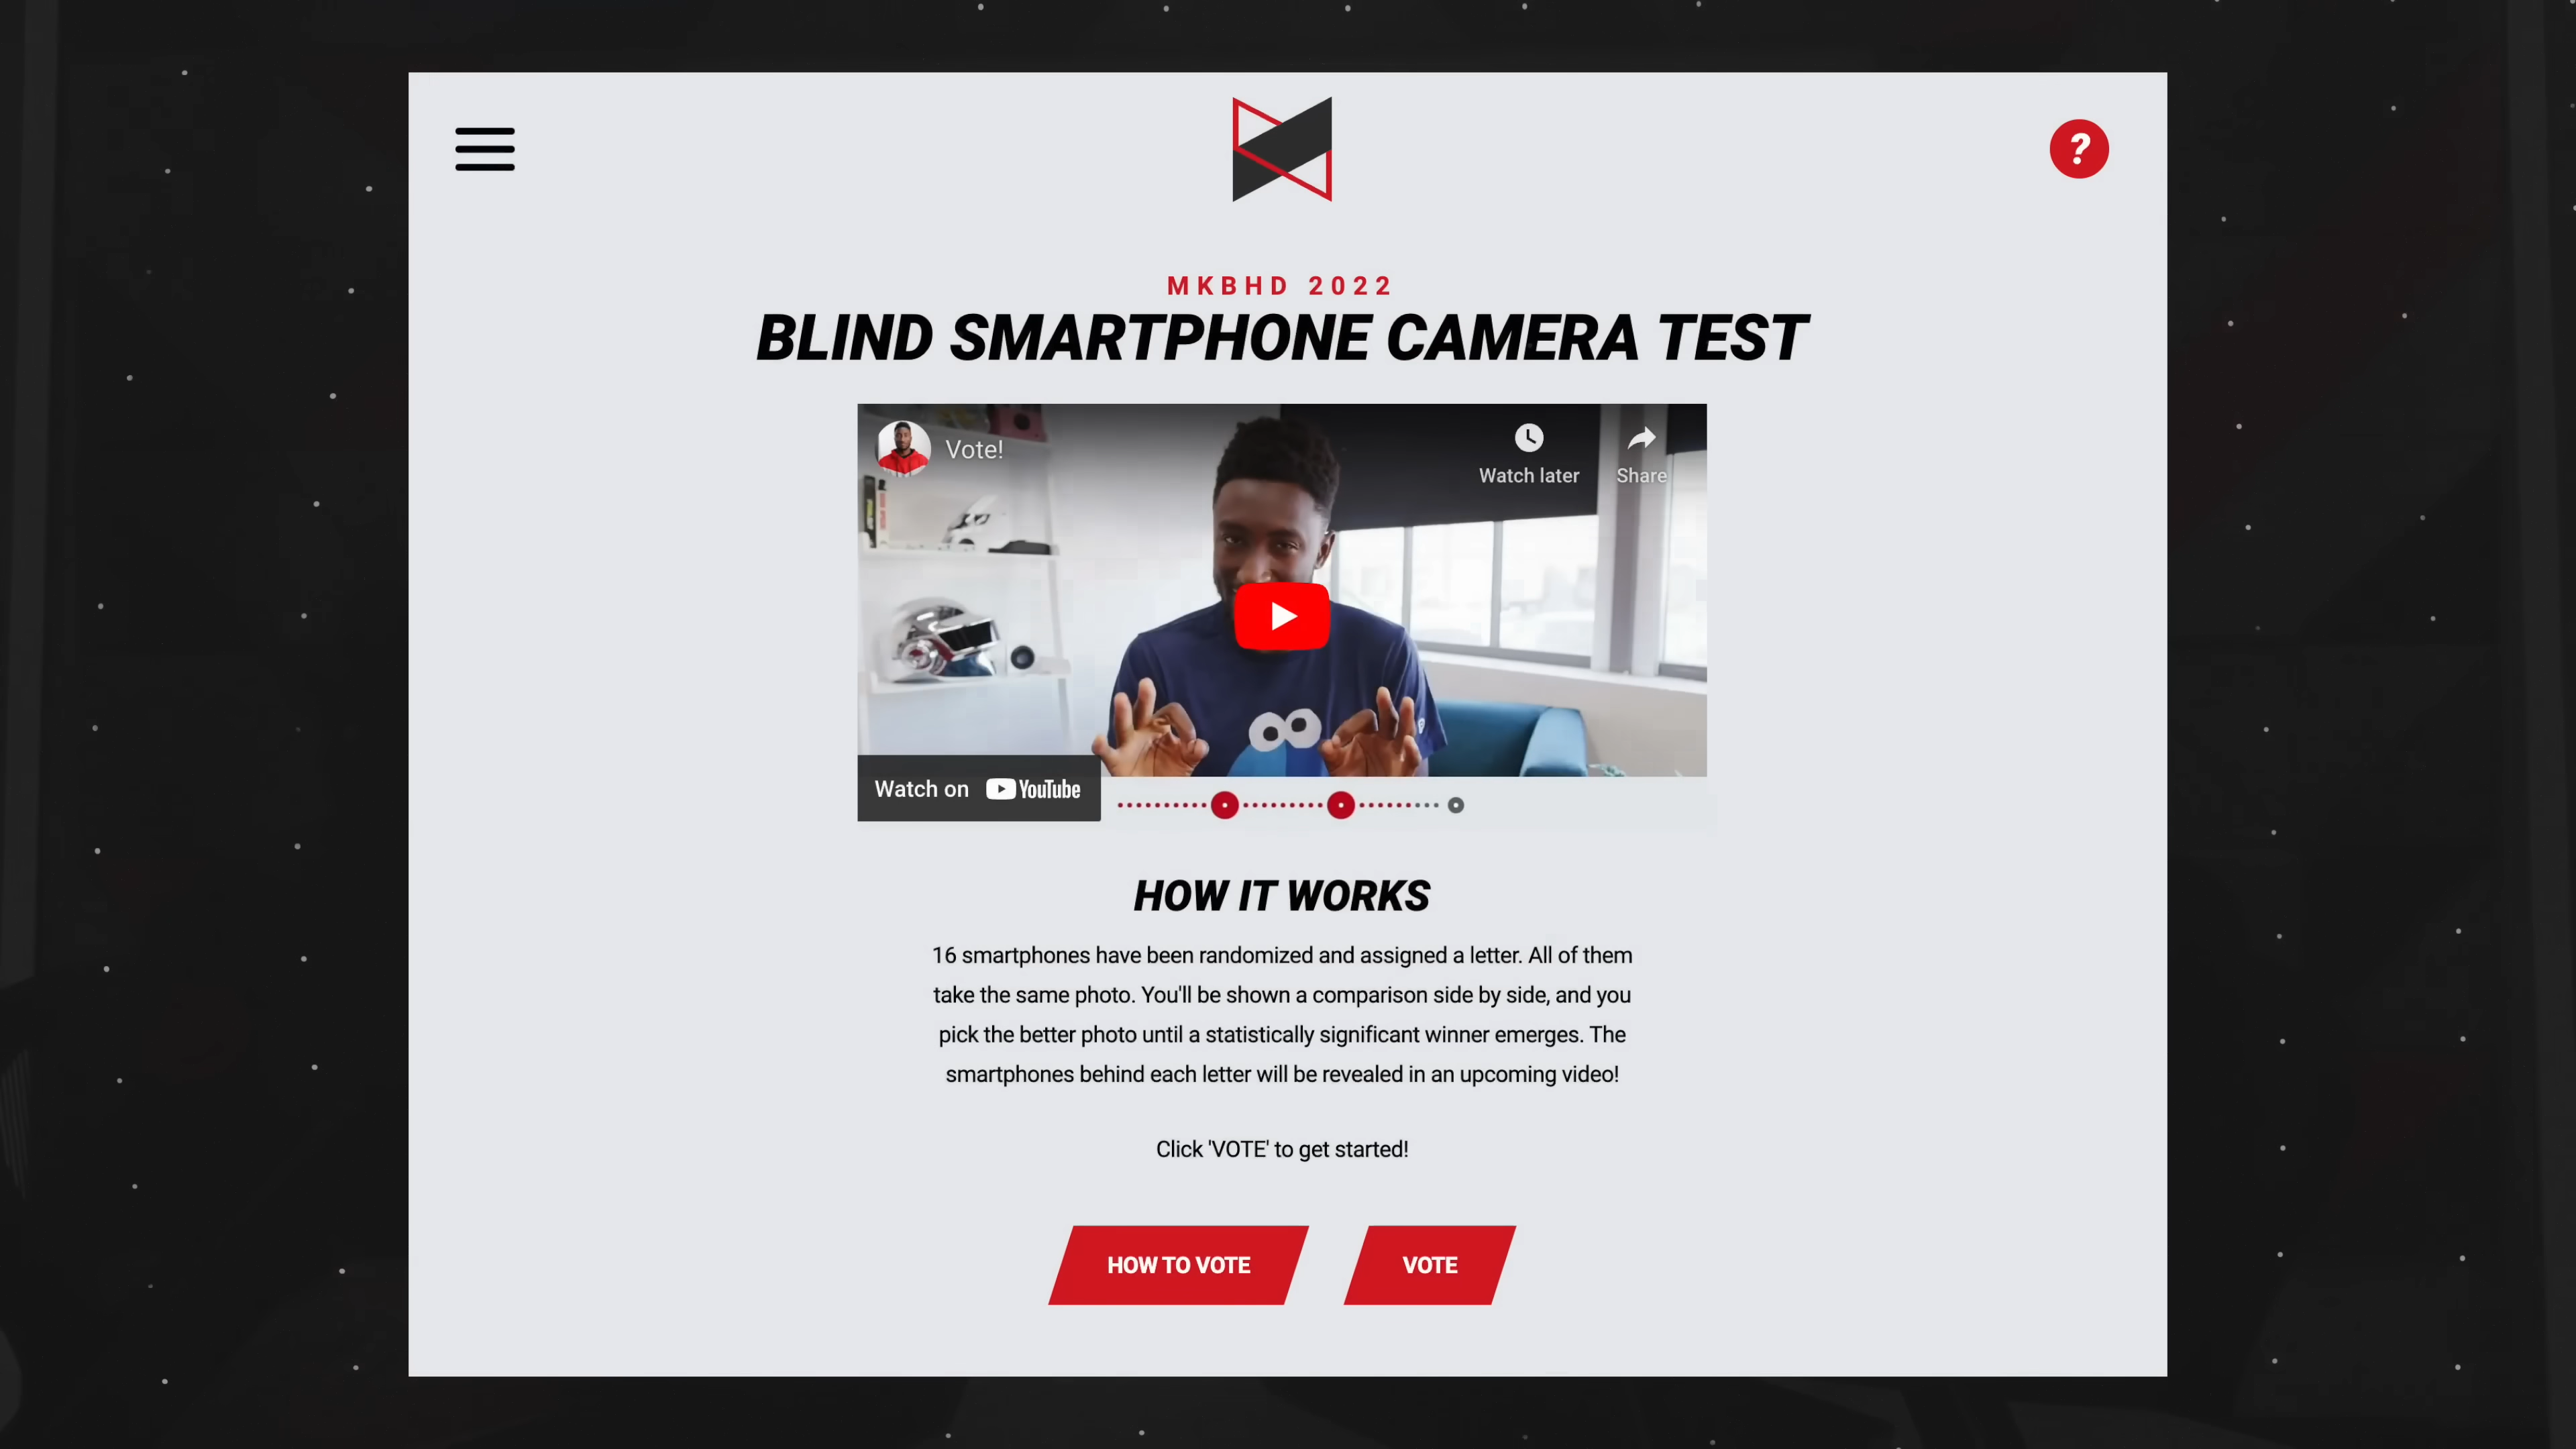 ?
MKBHD 2022
BLIND SMARTPHONE CAMERA TEST
Vote!
Watch later
Share
Watch on YouTube
HOW IT WORKS
16 smartphones have been randomized and assigned a letter. All of them
take the same photo. You'll be shown a comparison side by side, and you
pick the better photo until a statistically significant winner emerges. The
smartphones behind each letter will be revealed in an upcoming video!
Click 'VOTE' to get started!
HOW TO VOTE
VOTE